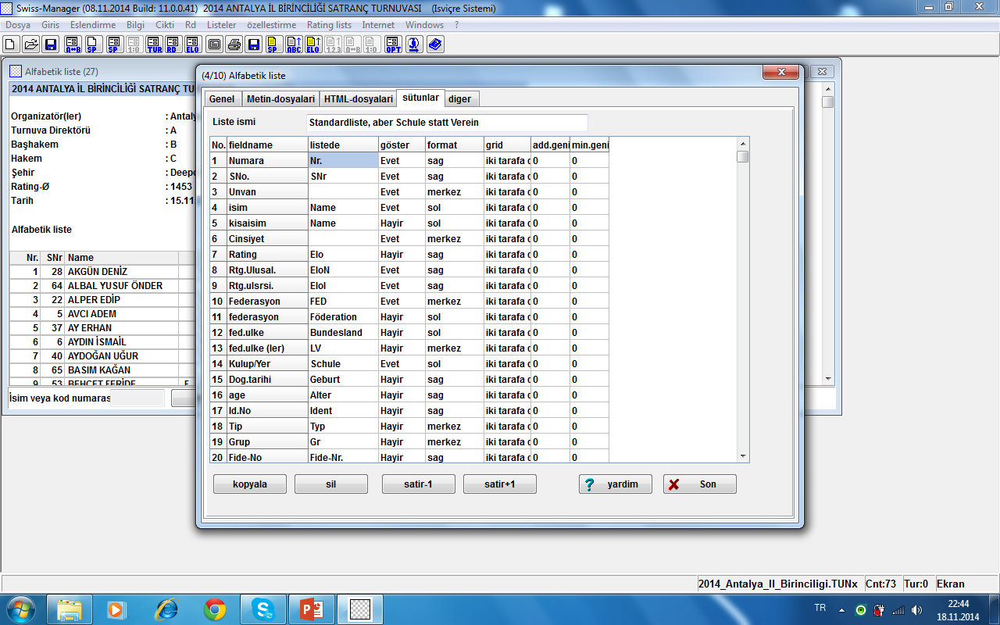 Swiss-Manager (08.11.2014 Build: 11.0.0.41) 2014 ANTALYA İL BİRİNCİLİĞİ SATRANÇ TURNUVASI (Isviçre Sistemi)
Dosya Giris Eslendirme Bilgi Cikti Rd Listeler özellestirme Rating lists Internet Windows ?
A↔B SP SP 1:0 TUR RD ELO SP ABC ELO 1.2.3 A↔B 1:0 OPT
Alfabetik liste (27)
2014 ANTALYA İL BİRİNCİLİĞİ SATRANÇ TU
Organizatör(ler) : Antaly
Turnuva Direktörü : A
Başhakem : B
Hakem : C
Şehir : Deepo
Rating-Ø : 1453
Tarih : 15.11
Alfabetik liste
Nr. SNr Name
1 28 AKGÜN DENİZ
2 64 ALBAL YUSUF ÖNDER
3 22 ALPER EDİP
4 5 AVCI ADEM
5 37 AY ERHAN
6 6 AYDIN İSMAİL
7 40 AYDOĞAN UĞUR
8 65 BASIM KAĞAN
9 53 BEHÇET FERİDE F
İsim veya kod numaras
(4/10) Alfabetik liste
Genel Metin-dosyalari HTML-dosyalari sütunlar diger
Liste ismi Standardliste, aber Schule statt Verein
No. fieldname listede göster format grid add.geni min.geni
1 Numara Nr. Evet sag iki tarafa d 0 0
2 SNo. SNr Evet sag iki tarafa d 0 0
3 Unvan Evet merkez iki tarafa d 0 0
4 isim Name Evet sol iki tarafa d 0 0
5 kisaisim Name Hayir sol iki tarafa d 0 0
6 Cinsiyet Evet merkez iki tarafa d 0 0
7 Rating Elo Hayir sag iki tarafa d 0 0
8 Rtg.Ulusal. EloN Evet sag iki tarafa d 0 0
9 Rtg.ulsrsi. EloI Evet sag iki tarafa d 0 0
10 Federasyon FED Evet merkez iki tarafa d 0 0
11 federasyon Föderation Hayir sol iki tarafa d 0 0
12 fed.ulke Bundesland Hayir sol iki tarafa d 0 0
13 fed.ulke (ler) LV Hayir merkez iki tarafa d 0 0
14 Kulup/Yer Schule Evet sol iki tarafa d 0 0
15 Dog.tarihi Geburt Hayir sag iki tarafa d 0 0
16 age Alter Hayir sag iki tarafa d 0 0
17 Id.No Ident Hayir sag iki tarafa d 0 0
18 Tip Typ Hayir merkez iki tarafa d 0 0
19 Grup Gr Hayir merkez iki tarafa d 0 0
20 Fide-No Fide-Nr. Hayir sag iki tarafa d 0 0
kopyala sil satir-1 satir+1 ? yardim Son
2014_Antalya_Il_Birinciligi.TUNx Cnt:73 Tur:0 Ekran
TR 22:44
18.11.2014